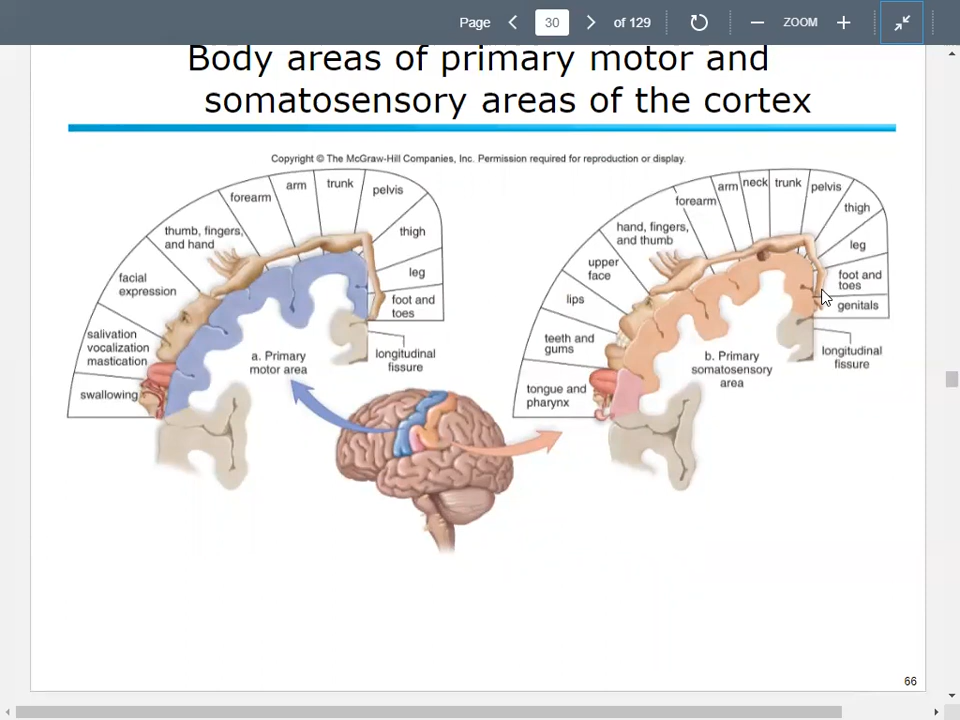 Page
30
of 129
ZOOM
Body areas of primary motor and
somatosensory areas of the cortex
Copyright © The McGraw-Hill Companies, Inc. Permission required for reproduction or display.
swallowing
salivation
vocalization
mastication
facial
expression
thumb, fingers,
and hand
forearm
arm
trunk
pelvis
thigh
leg
foot and
toes
longitudinal
fissure
a. Primary
motor area
tongue and
pharynx
teeth and
gums
lips
upper
face
hand, fingers,
and thumb
forearm
arm
neck
trunk
pelvis
thigh
leg
foot and
toes
genitals
longitudinal
fissure
b. Primary
somatosensory
area
66